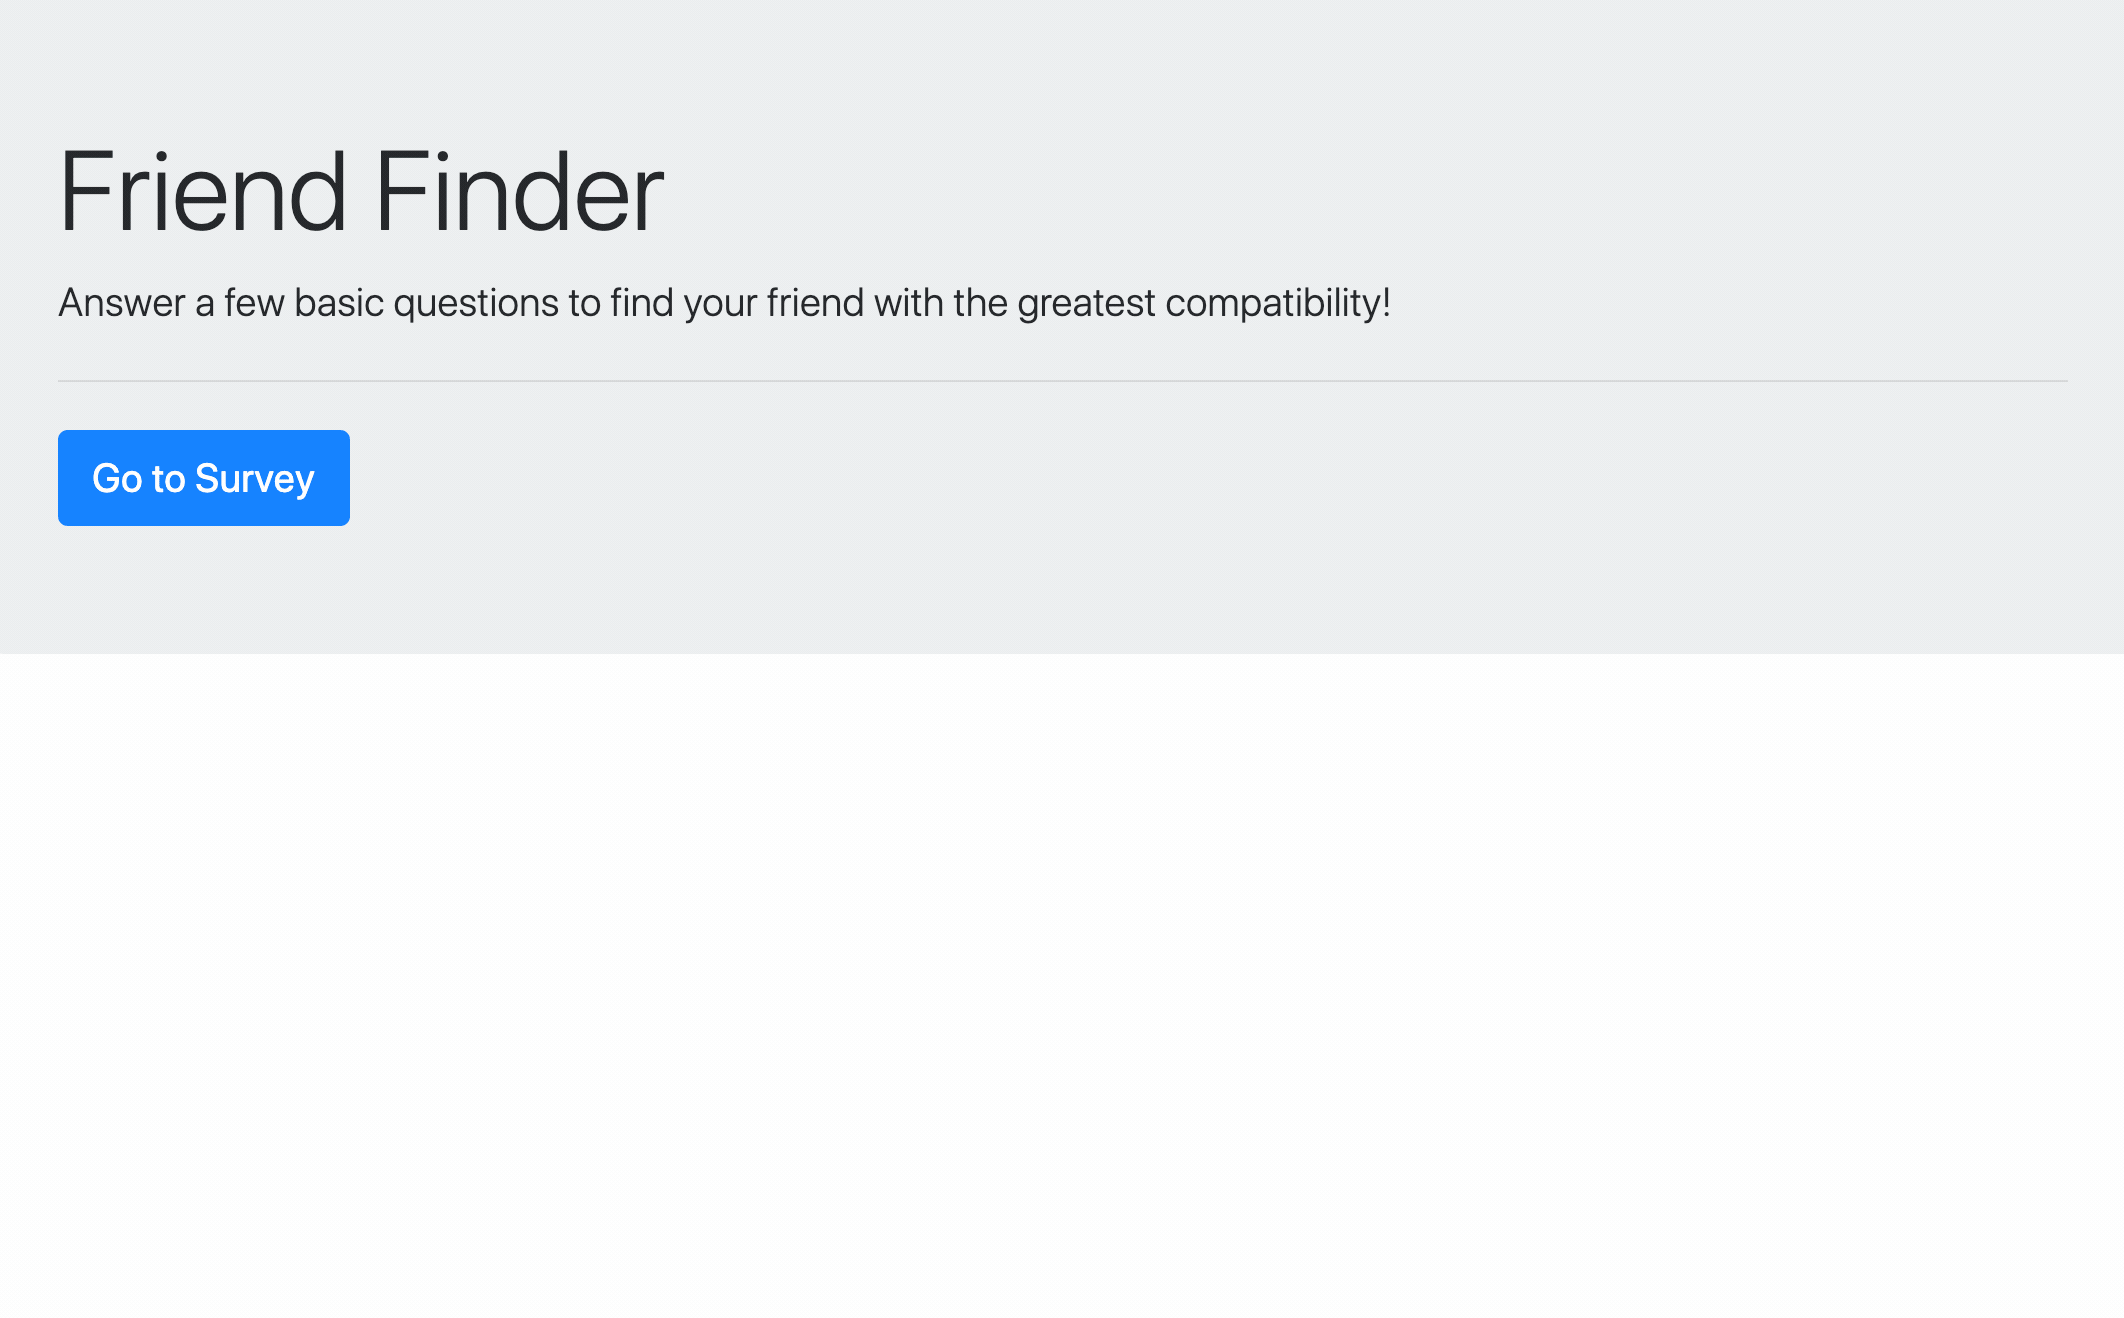 Friend Finder
Answer a few basic questions to find your friend with the greatest compatibility!
Go to Survey